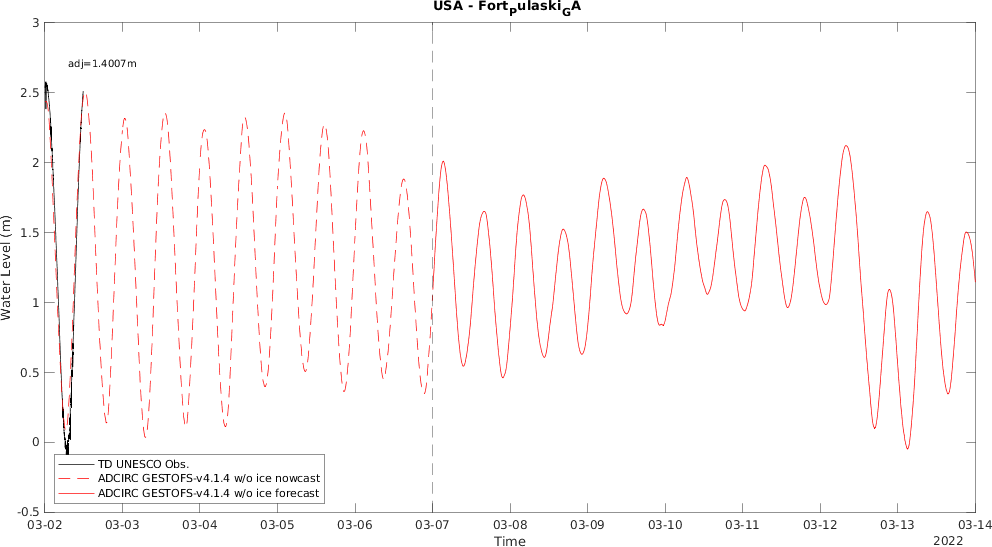 USA - Fort_Pulaski_GA
adj=1.4007m
3
2.5
2
1.5
1
0.5
0
-0.5
Water Level (m)
TD UNESCO Obs.
ADCIRC GESTOFS-v4.1.4 w/o ice nowcast
ADCIRC GESTOFS-v4.1.4 w/o ice forecast
03-02 03-03 03-04 03-05 03-06 03-07 03-08 03-09 03-10 03-11 03-12 03-13 03-14
Time
2022